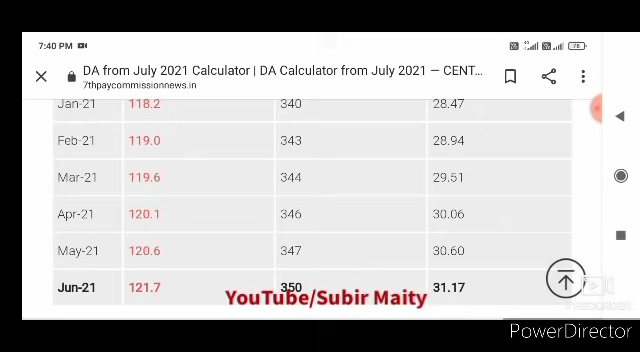 7:40 PM
78
DA from July 2021 Calculator | DA Calculator from July 2021 — CENT...
7thpaycommissionnews.in
Jan-21 118.2 340 28.47
Feb-21 119.0 343 28.94
Mar-21 119.6 344 29.51
Apr-21 120.1 346 30.06
May-21 120.6 347 30.60
Jun-21 121.7 350 31.17
YouTube/Subir Maity
PowerDirector